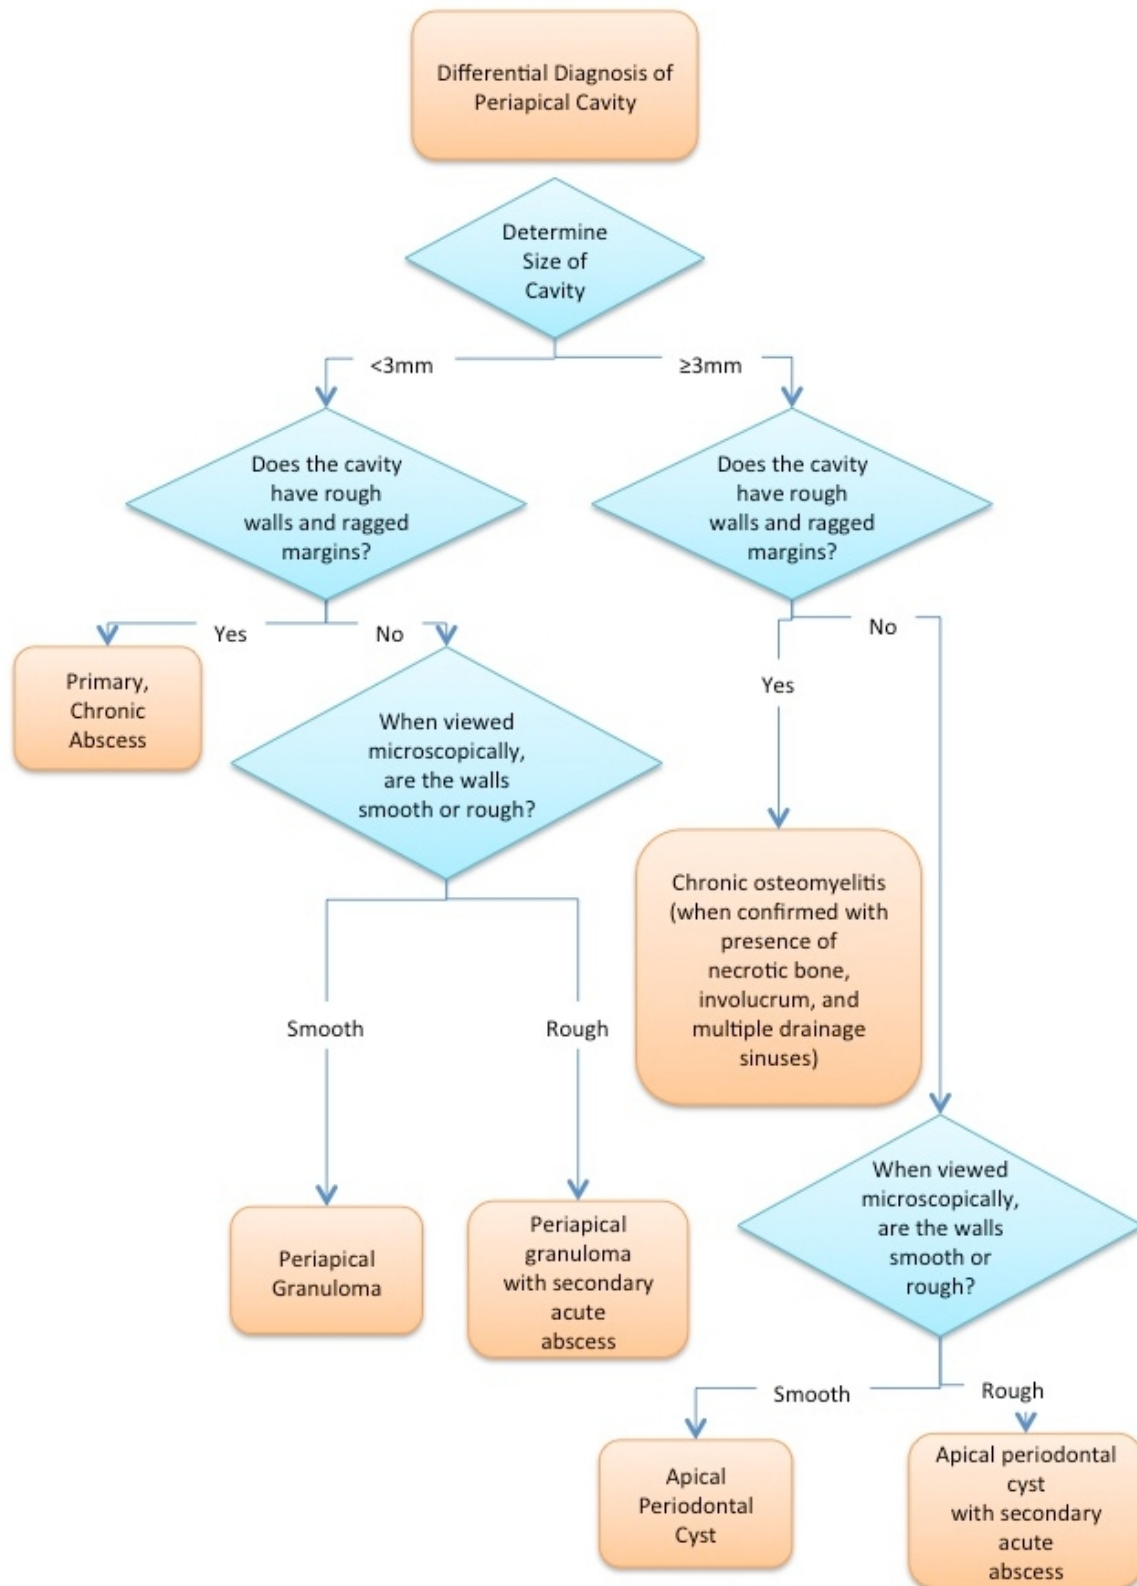 Differential Diagnosis of
Periapical Cavity
Determine
Size of
Cavity
<3mm
≥3mm
Does the cavity
have rough
walls and ragged
margins?
Does the cavity
have rough
walls and ragged
margins?
Yes
No
No
Primary,
Chronic
Abscess
When viewed
microscopically,
are the walls
smooth or rough?
Yes
Chronic osteomyelitis
(when confirmed with
presence of
necrotic bone,
involucrum, and
multiple drainage
sinuses)
Smooth
Rough
Periapical
Granuloma
Periapical
granuloma
with secondary
acute
abscess
When viewed
microscopically,
are the walls
smooth or
rough?
Smooth
Rough
Apical
Periodontal
Cyst
Apical periodontal
cyst
with secondary
acute
abscess